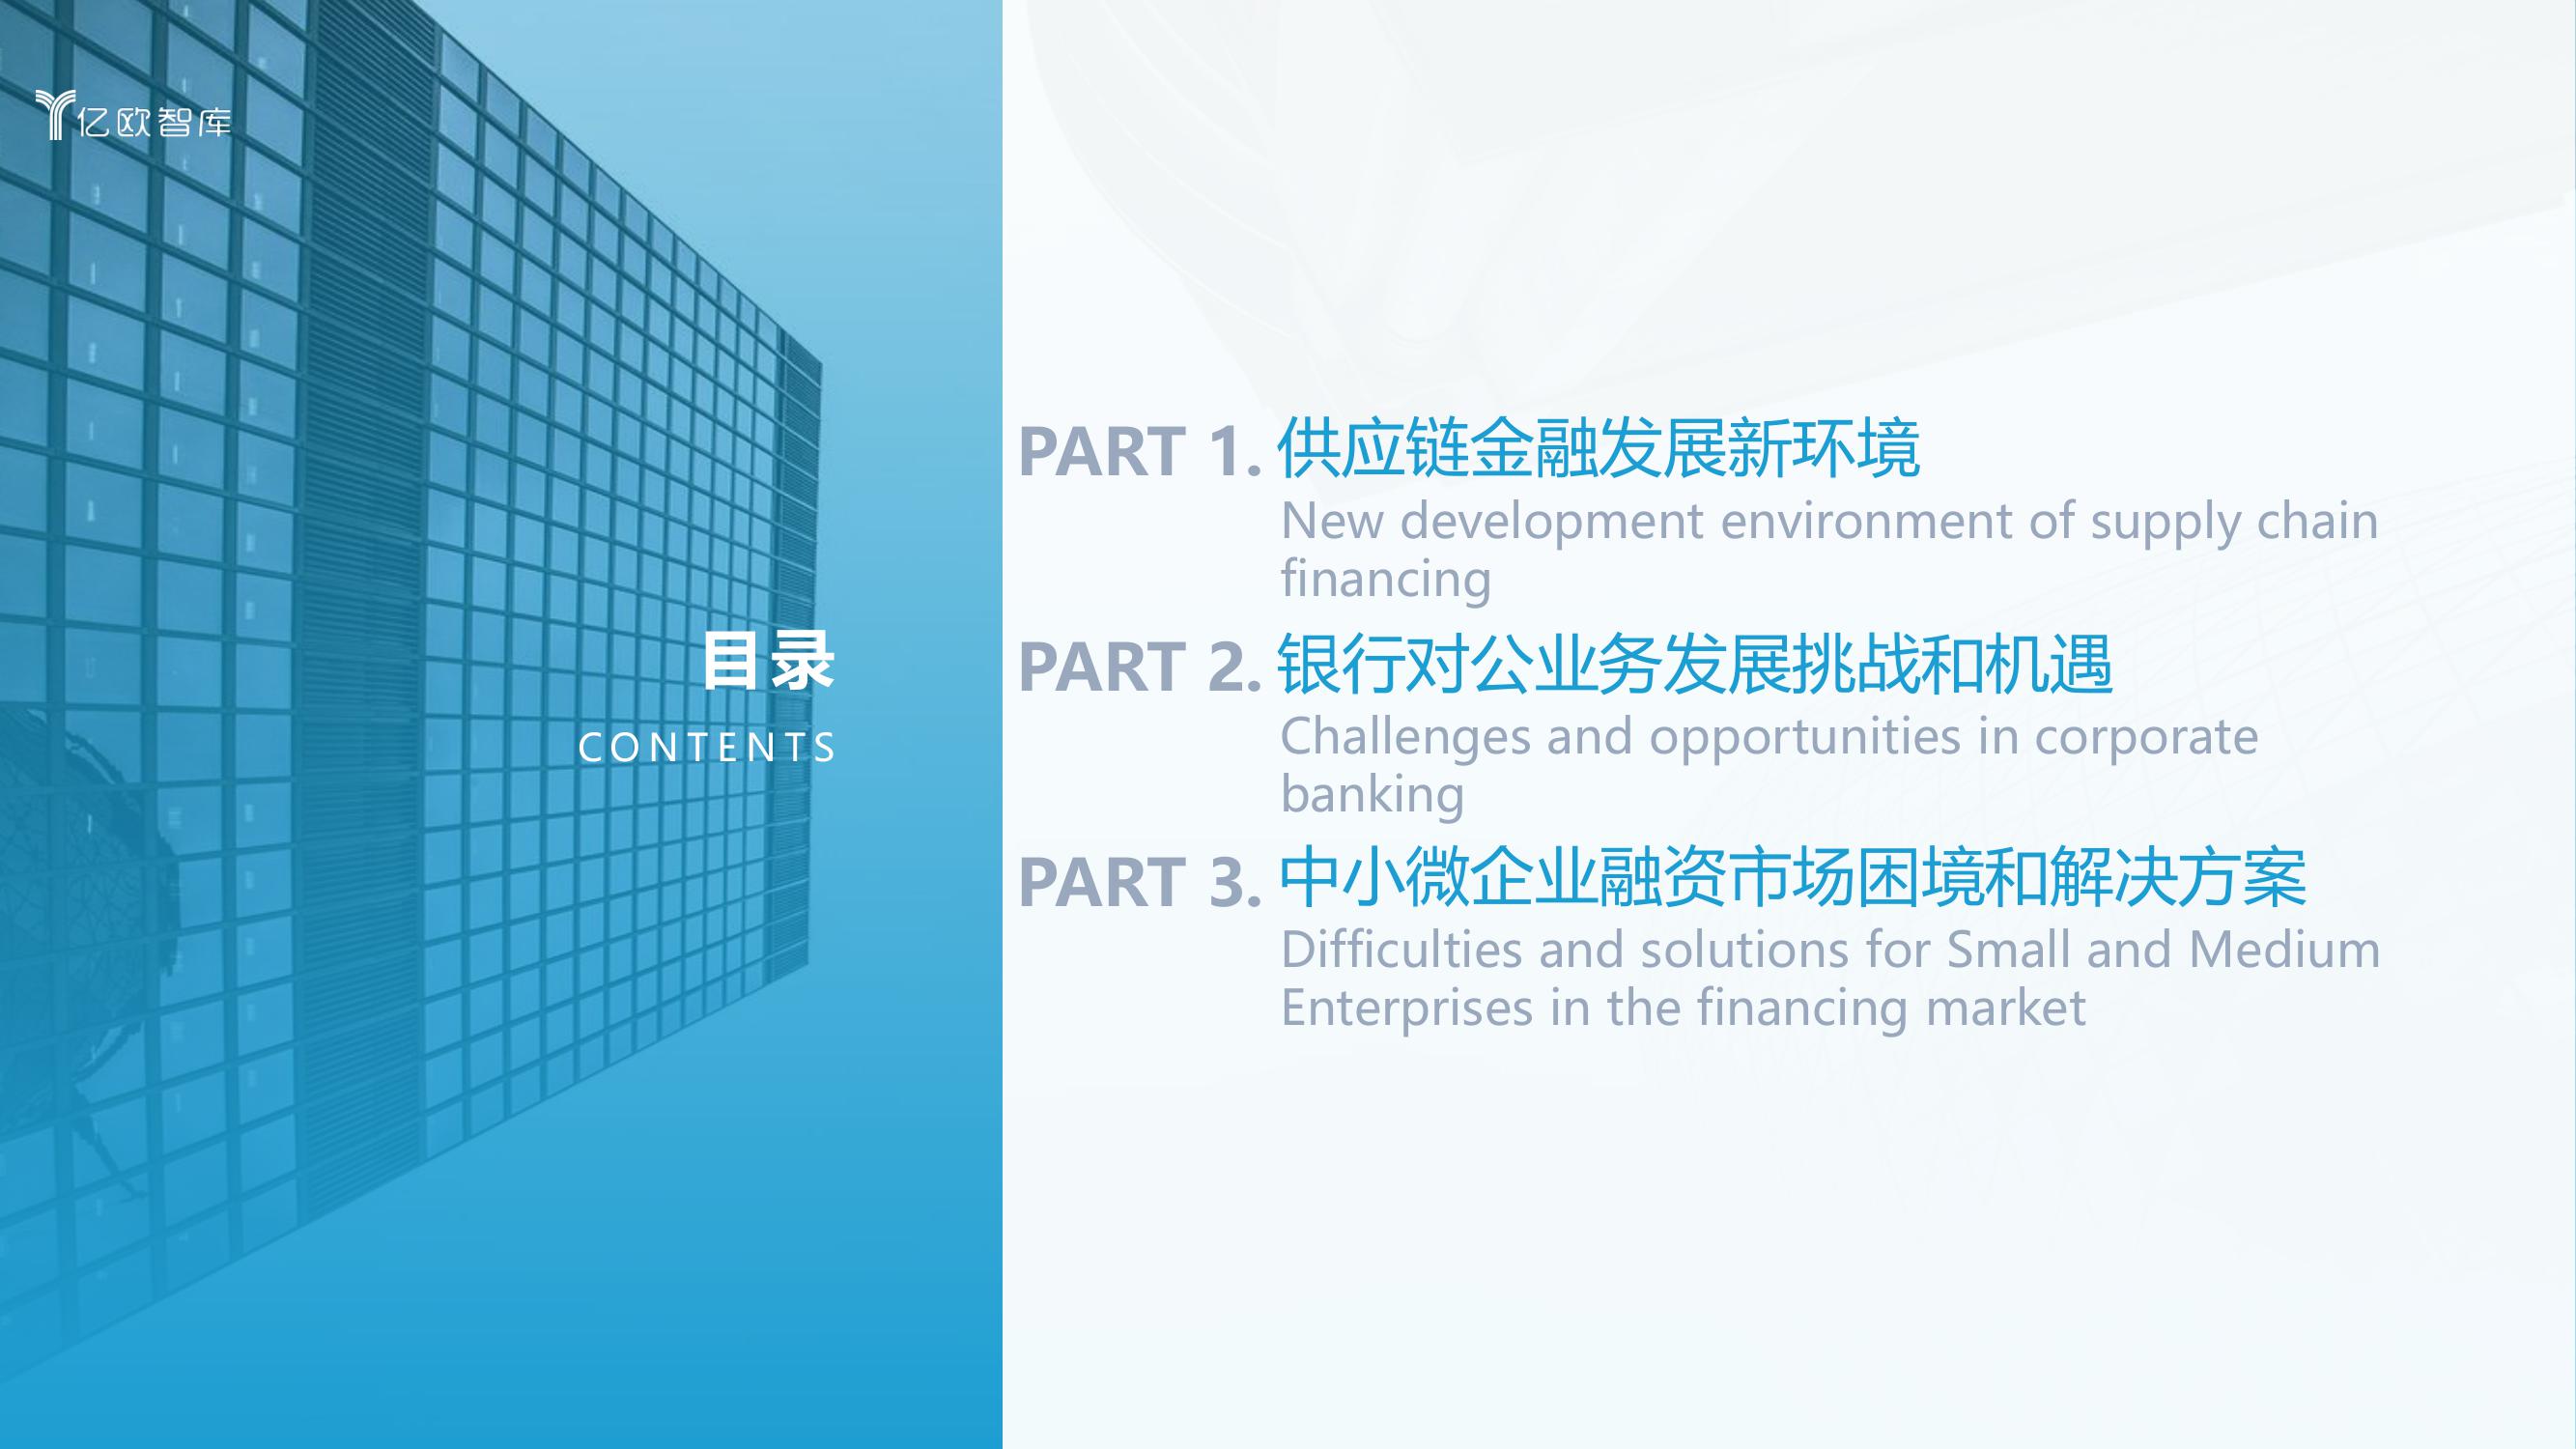 亿欧智库
目录
CONTENTS
PART 1. 供应链金融发展新环境
New development environment of supply chain
financing
PART 2. 银行对公业务发展挑战和机遇
Challenges and opportunities in corporate
banking
PART 3. 中小微企业融资市场困境和解决方案
Difficulties and solutions for Small and Medium
Enterprises in the financing market